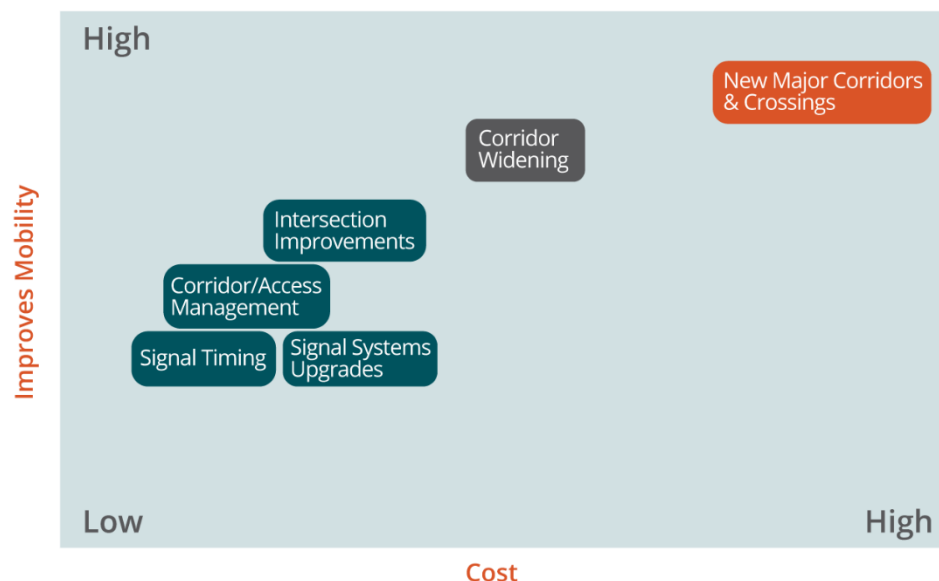 High
New Major Corridors
& Crossings
Corridor
Widening
Intersection
Improvements
Corridor/Access
Management
Signal Timing
Signal Systems
Upgrades
Improves Mobility
Low
High
Cost